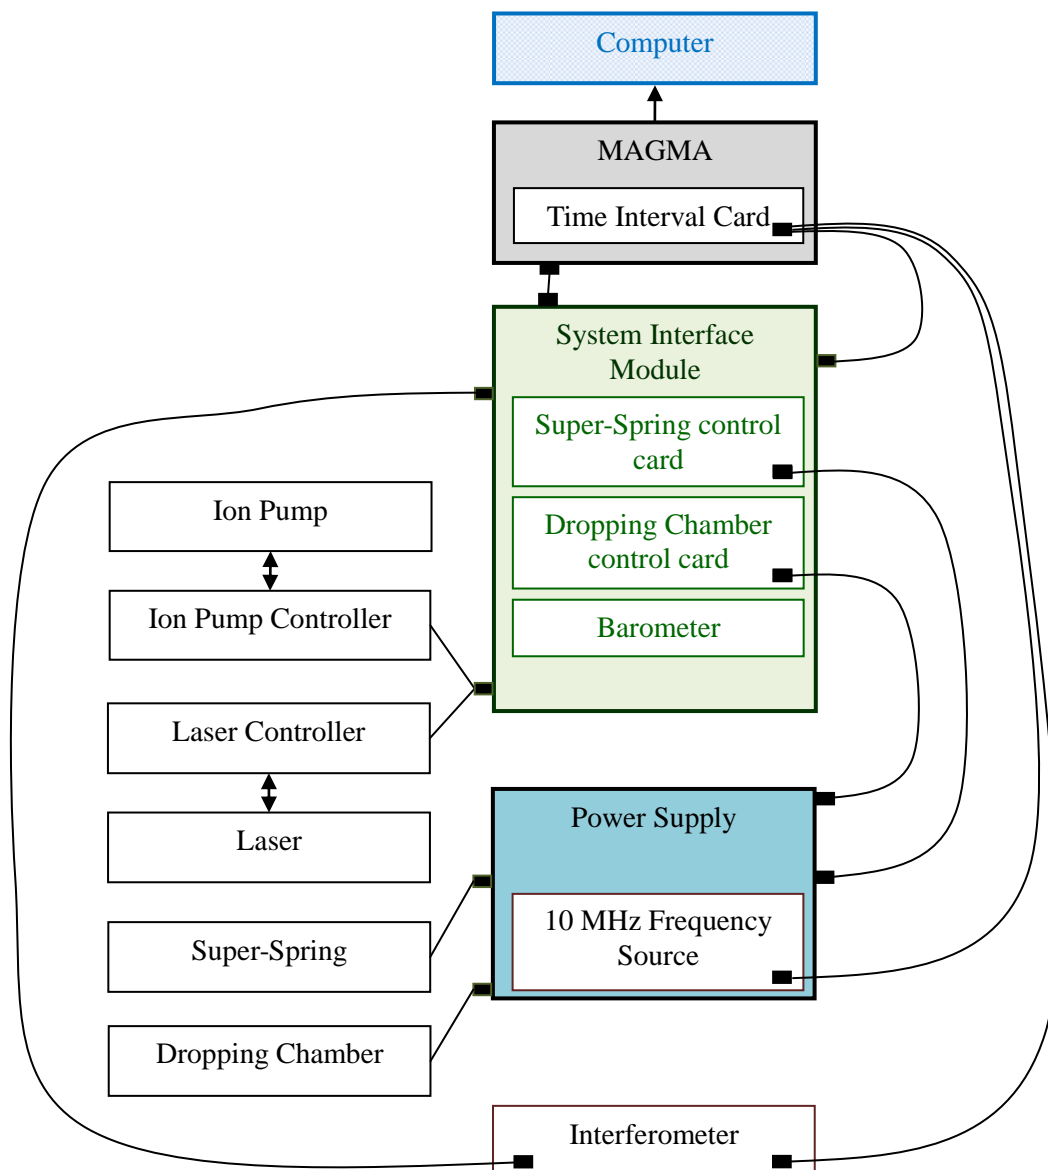 Computer
MAGMA
Time Interval Card
System Interface
Module
Super-Spring control
card
Dropping Chamber
control card
Barometer
Ion Pump
Ion Pump Controller
Laser Controller
Laser
Super-Spring
Dropping Chamber
Power Supply
10 MHz Frequency
Source
Interferometer